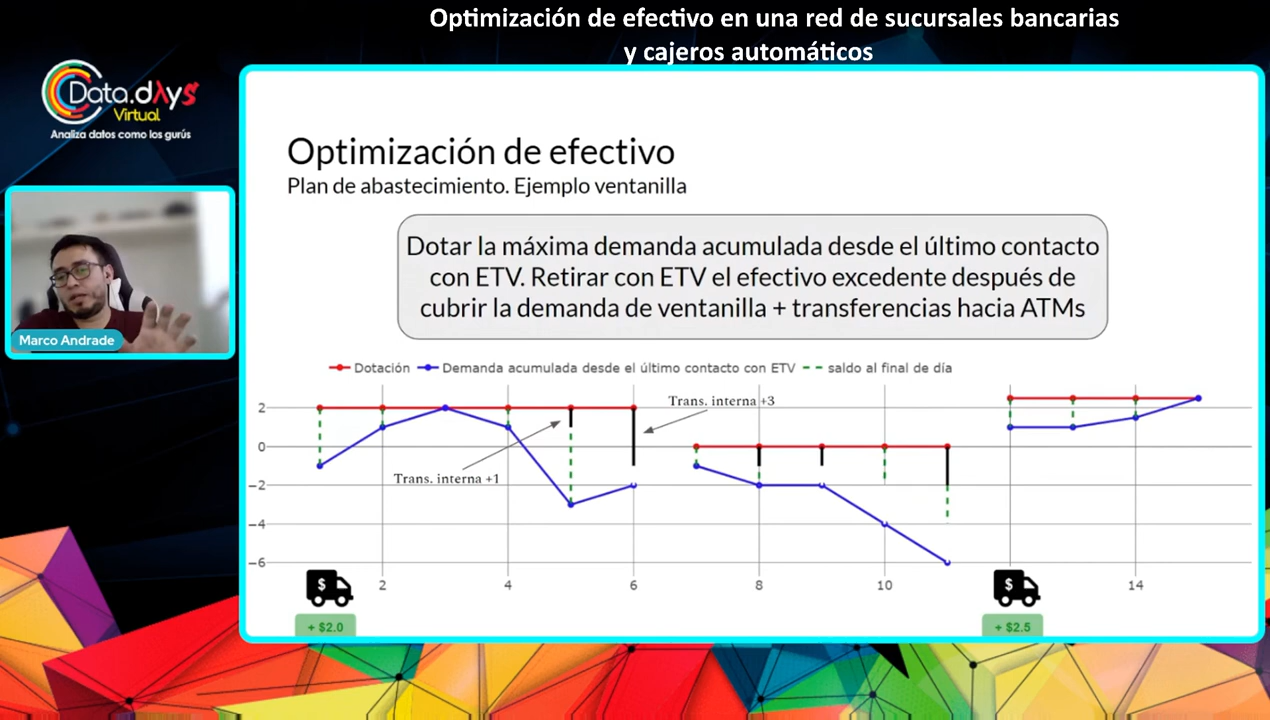 Optimización de efectivo en una red de sucursales bancarias
y cajeros automáticos
Data.dλys
Virtual
Analiza datos como los gurús
Marco Andrade
Optimización de efectivo
Plan de abastecimiento. Ejemplo ventanilla
Dotar la máxima demanda acumulada desde el último contacto
con ETV. Retirar con ETV el efectivo excedente después de
cubrir la demanda de ventanilla + transferencias hacia ATMs
Dotación Demanda acumulada desde el último contacto con ETV saldo al final de día
Trans. interna +3
Trans. interna +1
2
0
−2
−4
−6
2 4 6 8 10 14
$ $
+ $2.0 + $2.5